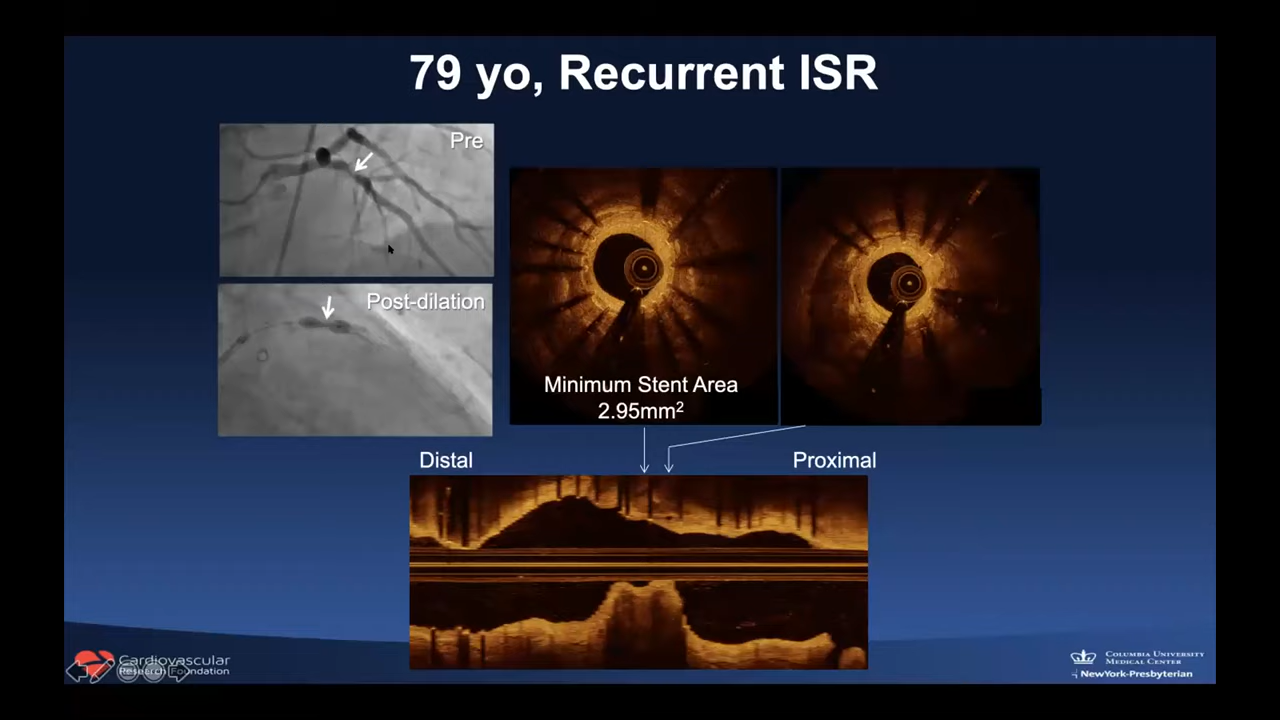 79 yo, Recurrent ISR
Pre
Post-dilation
Minimum Stent Area
2.95mm²
Distal
Proximal
Cardiovascular
Research Foundation
COLUMBIA UNIVERSITY
MEDICAL CENTER
NewYork-Presbyterian